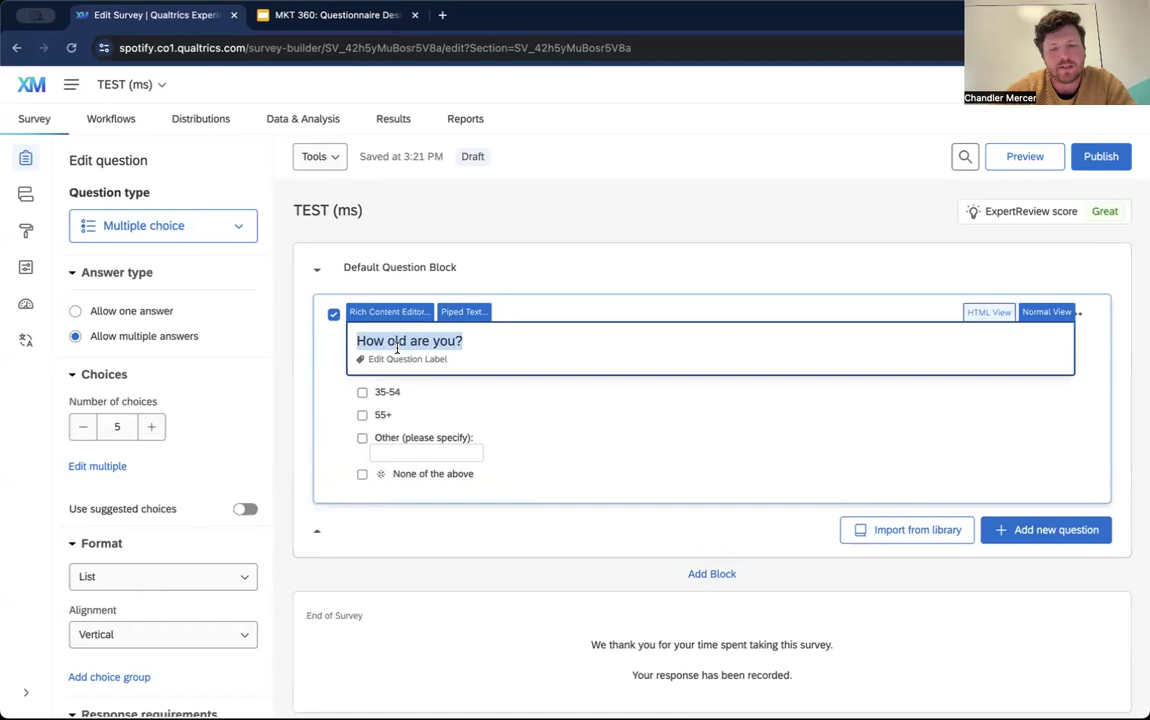 XM Edit Survey | Qualtrics Experie
MKT 360: Questionnaire Des
spotify.co1.qualtrics.com/survey-builder/SV_42h5yMuBosr5V8a/edit?Section=SV_42h5yMuBosr5V8a
Chandler Mercer
XM
TEST (ms)
Survey
Workflows
Distributions
Data & Analysis
Results
Reports
Edit question
Question type
Multiple choice
Answer type
Allow one answer
Allow multiple answers
Choices
Number of choices
5
Edit multiple
Use suggested choices
Format
List
Alignment
Vertical
Add choice group
Response requirements
Tools
Saved at 3:21 PM
Draft
Preview
Publish
TEST (ms)
ExpertReview score Great
Default Question Block
Rich Content Editor...
Piped Text...
HTML View
Normal View
How old are you?
Edit Question Label
35-54
55+
Other (please specify):
None of the above
Import from library
Add new question
Add Block
End of Survey
We thank you for your time spent taking this survey.
Your response has been recorded.